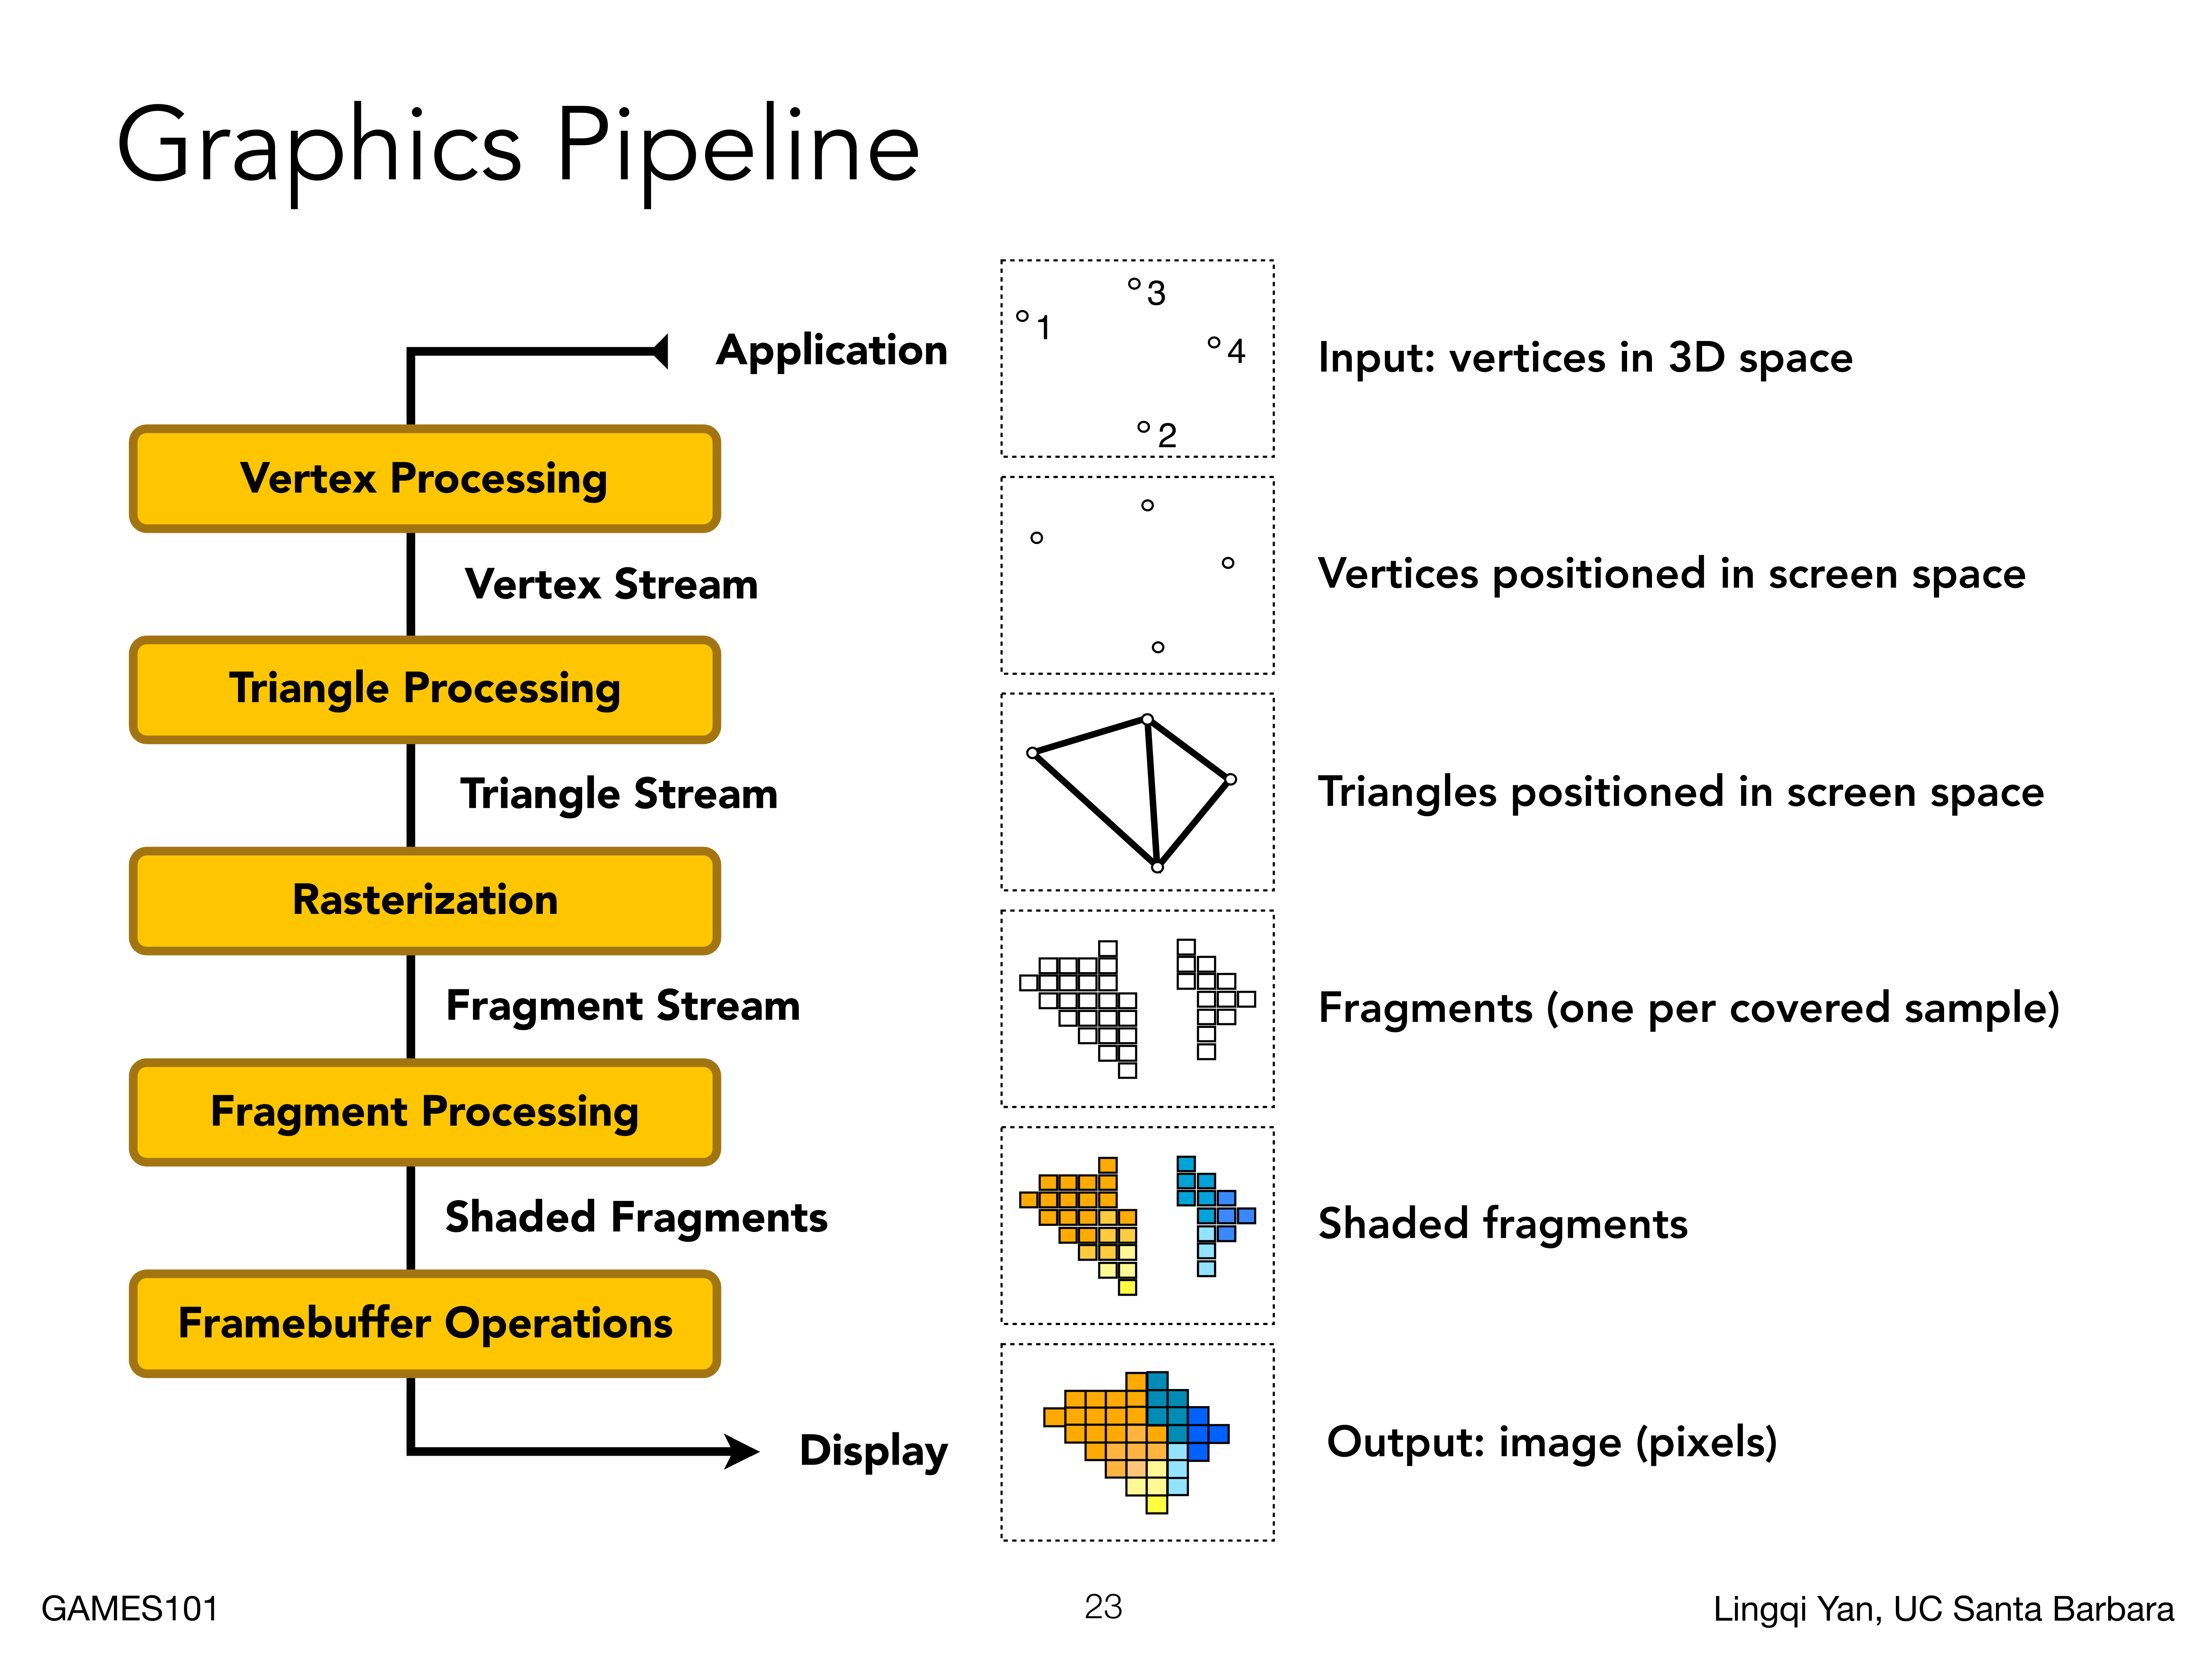 Graphics Pipeline
Application
Vertex Processing
Vertex Stream
Triangle Processing
Triangle Stream
Rasterization
Fragment Stream
Fragment Processing
Shaded Fragments
Framebuffer Operations
Display
3
1
4
2
Input: vertices in 3D space
Vertices positioned in screen space
Triangles positioned in screen space
Fragments (one per covered sample)
Shaded fragments
Output: image (pixels)
GAMES101
23
Lingqi Yan, UC Santa Barbara